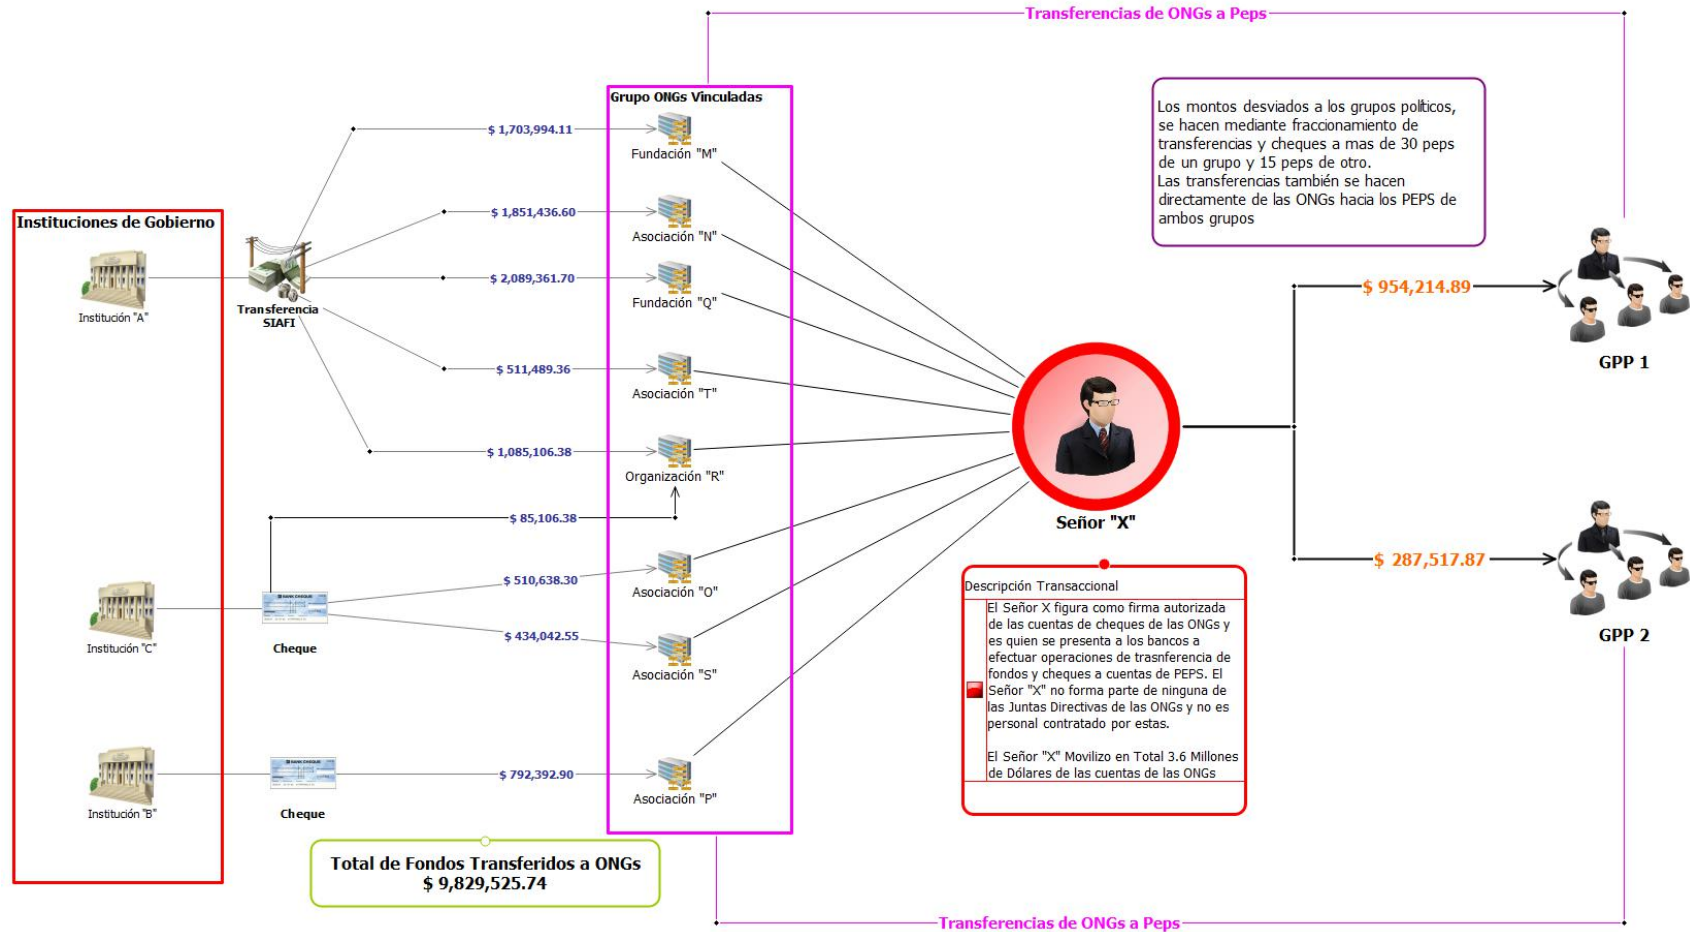 Transferencias de ONGs a Peps
Grupo ONGs Vinculadas
Los montos desviados a los grupos políticos,
se hacen mediante fraccionamiento de
transferencias y cheques a mas de 30 peps
de un grupo y 15 peps de otro.
Las transferencias también se hacen
directamente de las ONGs hacia los PEPS de
ambos grupos
$ 1,703,994.11
Fundación "M"
Instituciones de Gobierno
$ 1,851,436.60
Asociación "N"
$ 2,089,361.70
Fundación "Q"
Institución "A"
Transferencia
SIAFI
$ 954,214.89
GPP 1
$ 511,489.36
Asociación "T"
$ 1,085,106.38
Organización "R"
$ 85,106.38
Señor "X"
$ 287,517.87
GPP 2
$ 510,638.30
Asociación "O"
Institución "C"
Cheque
$ 434,042.55
Asociación "S"
Descripción Transaccional
El Señor X figura como firma autorizada
de las cuentas de cheques de las ONGs y
es quien se presenta a los bancos a
efectuar operaciones de trasnferencia de
fondos y cheques a cuentas de PEPS. El
Señor "X" no forma parte de ninguna de
las Juntas Directivas de las ONGs y no es
personal contratado por estas.
El Señor "X" Movilizo en Total 3.6 Millones
de Dólares de las cuentas de las ONGs
$ 792,392.90
Asociación "P"
Institución "B"
Cheque
Total de Fondos Transferidos a ONGs
$ 9,829,525.74
Transferencias de ONGs a Peps